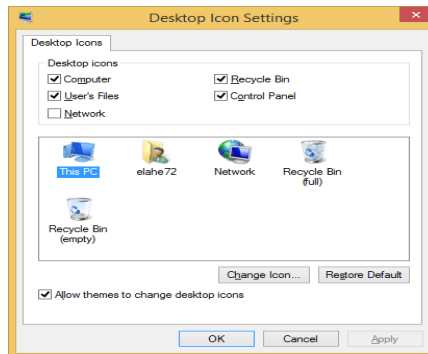 Desktop Icon Settings
Desktop Icons
Desktop icons
Computer
Recycle Bin
User's Files
Control Panel
Network
This PC
elahe72
Network
Recycle Bin
(full)
Recycle Bin
(empty)
Change Icon...
Restore Default
Allow themes to change desktop icons
OK
Cancel
Apply